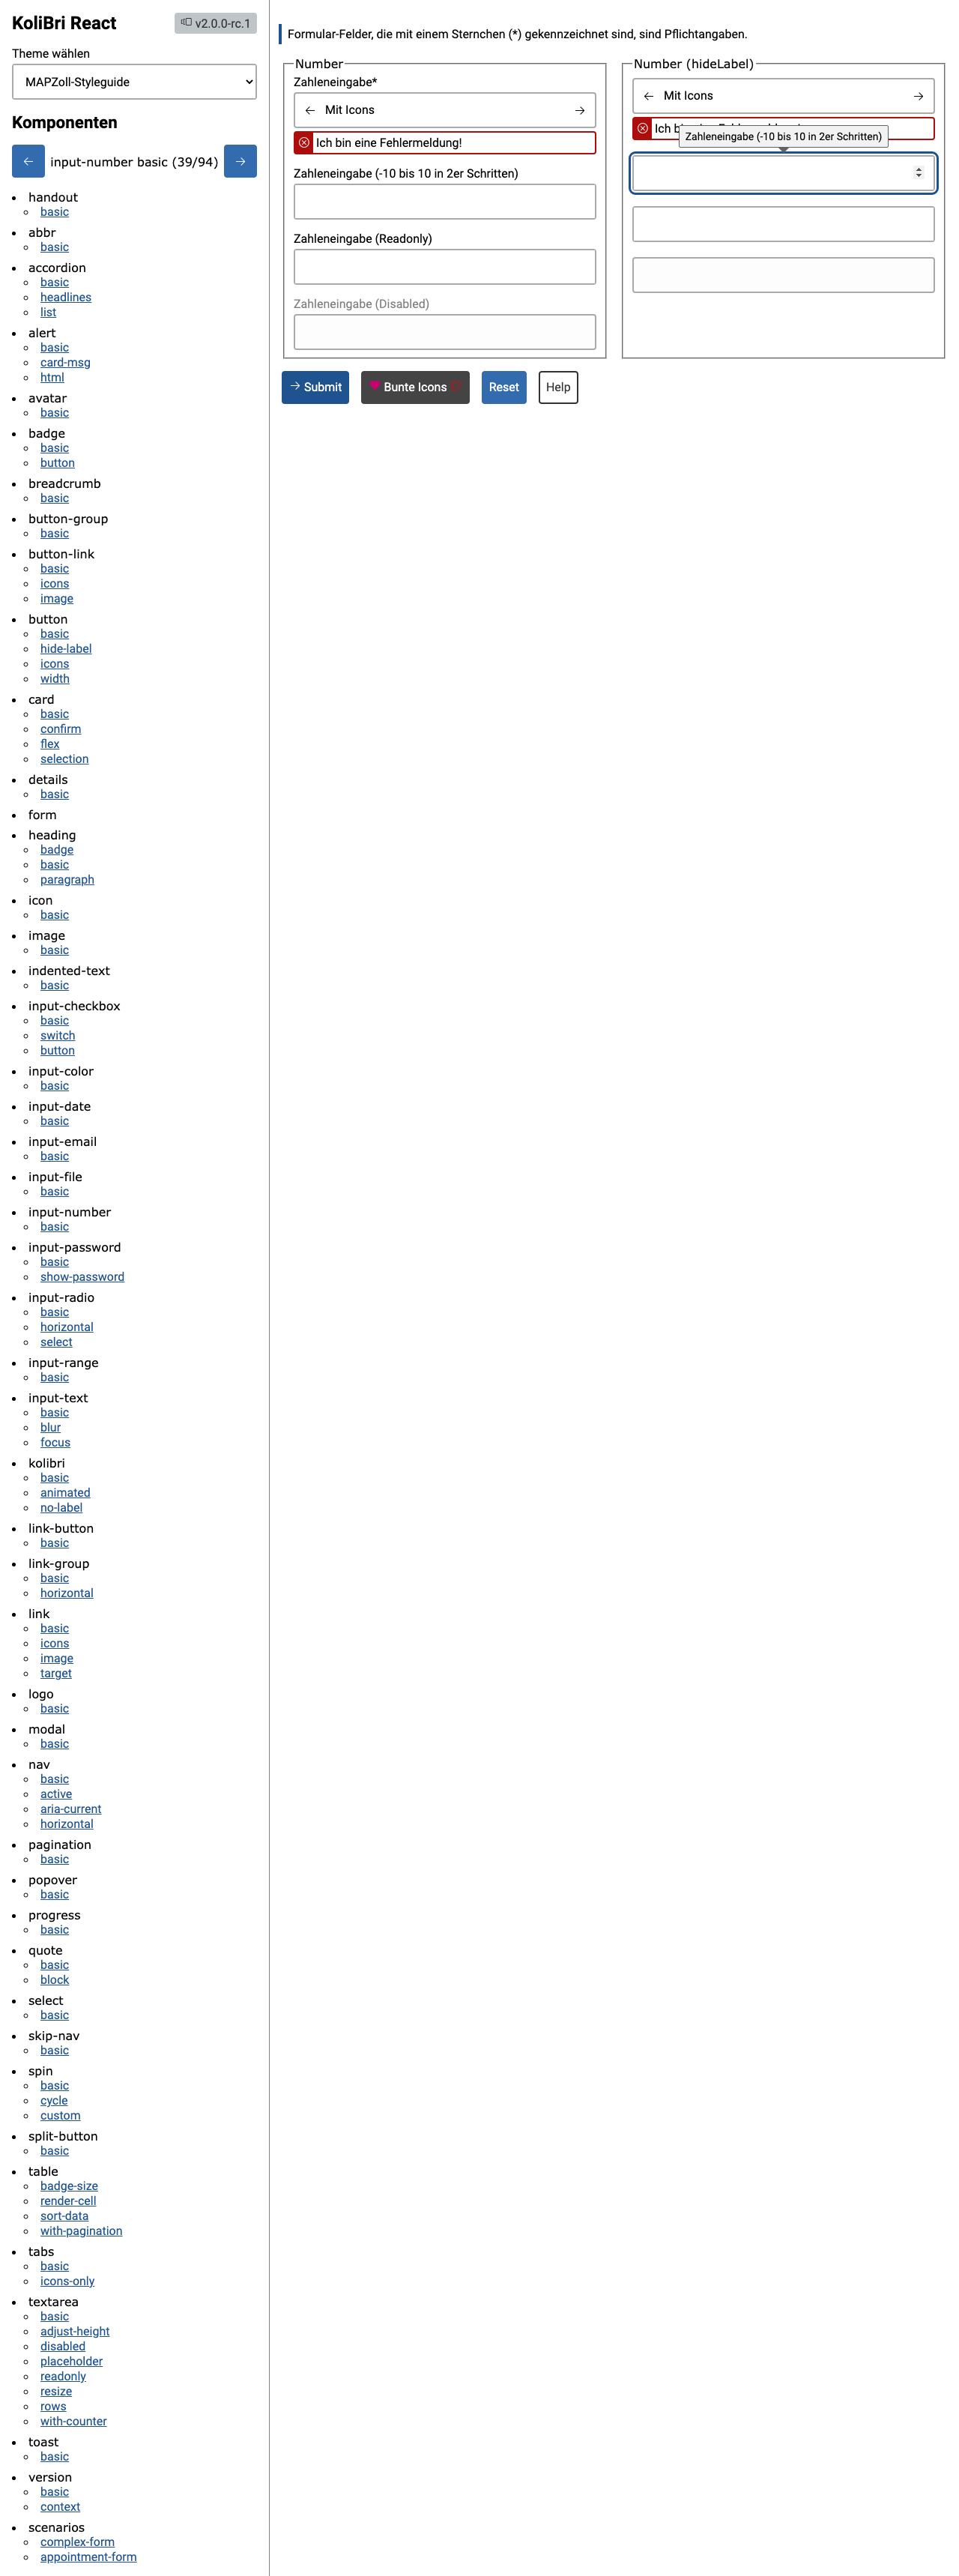 KoliBri React
v2.0.0-rc.1
Theme wählen
MAPZoll-Styleguide
Komponenten
input-number basic (39/94)
handout
basic
abbr
basic
accordion
basic
headlines
list
alert
basic
card-msg
html
avatar
basic
badge
basic
button
breadcrumb
basic
button-group
basic
button-link
basic
icons
image
button
basic
hide-label
icons
width
card
basic
confirm
flex
selection
details
basic
form
heading
badge
basic
paragraph
icon
basic
image
basic
indented-text
basic
input-checkbox
basic
switch
button
input-color
basic
input-date
basic
input-email
basic
input-file
basic
input-number
basic
input-password
basic
show-password
input-radio
basic
horizontal
select
input-range
basic
input-text
basic
blur
focus
kolibri
basic
animated
no-label
link-button
basic
link-group
basic
horizontal
link
basic
icons
image
target
logo
basic
modal
basic
nav
basic
active
aria-current
horizontal
pagination
basic
popover
basic
progress
basic
quote
basic
block
select
basic
skip-nav
basic
spin
basic
cycle
custom
split-button
basic
table
badge-size
render-cell
sort-data
with-pagination
tabs
basic
icons-only
textarea
basic
adjust-height
disabled
placeholder
readonly
resize
rows
with-counter
toast
basic
version
basic
context
scenarios
complex-form
appointment-form
Formular-Felder, die mit einem Sternchen (*) gekennzeichnet sind, sind Pflichtangaben.
Number
Zahleneingabe*
Mit Icons
Ich bin eine Fehlermeldung!
Zahleneingabe (-10 bis 10 in 2er Schritten)
Zahleneingabe (Readonly)
Zahleneingabe (Disabled)
Number (hideLabel)
Mit Icons
Ich
Zahleneingabe (-10 bis 10 in 2er Schritten)
Submit
Bunte Icons
Reset
Help